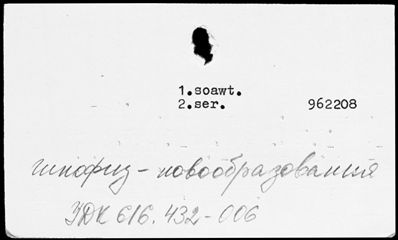 1.soawt.
2.ser. 962208
гипофиз - новообразования
УДК 616.432-006